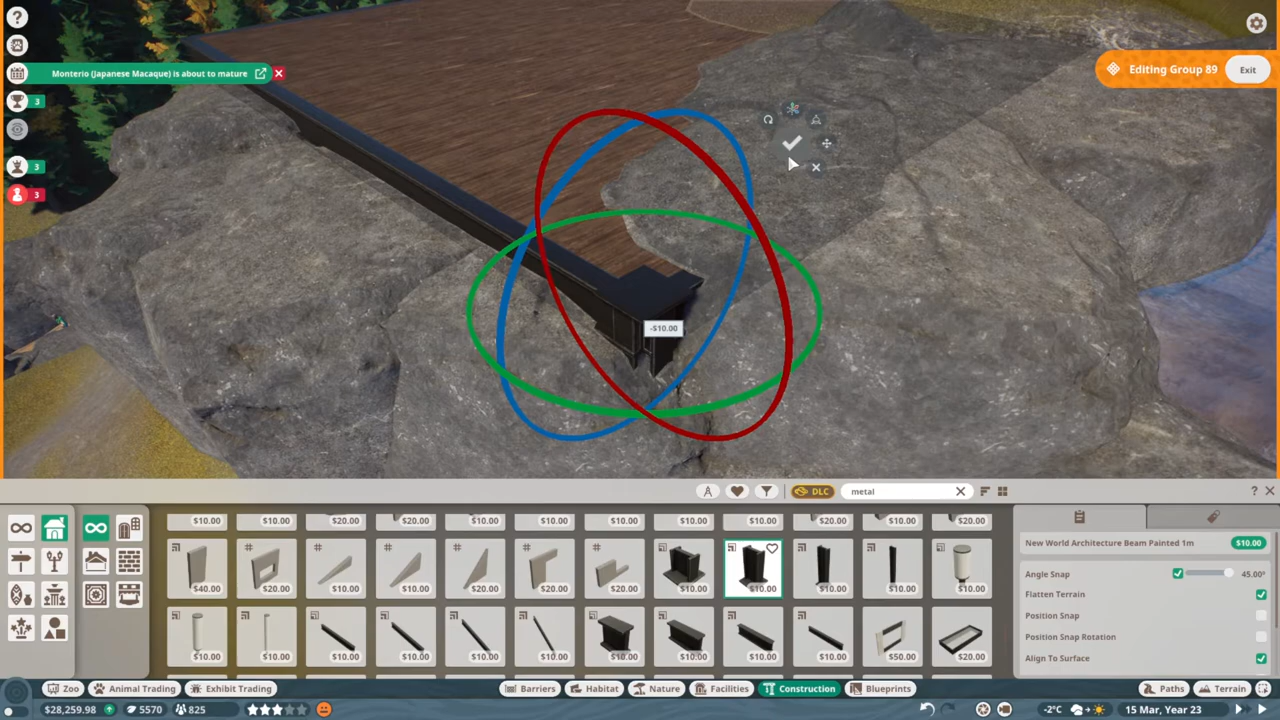 ?
Monterio (Japanese Macaque) is about to mature
3
3
3
Editing Group 89
Exit
-$10.00
DLC
metal
?
$10.00 $10.00 $20.00 $10.00 $10.00 $20.00 $10.00 $10.00 $10.00 $20.00 $10.00 $10.00
$40.00 $20.00 $10.00 $10.00 $20.00 $20.00 $20.00 $10.00 $10.00 $10.00 $10.00 $10.00
$10.00 $10.00 $10.00 $10.00 $10.00 $10.00 $10.00 $10.00 $10.00 $10.00 $50.00 $20.00
New World Architecture Beam Painted 1m $10.00
Angle Snap 45.00°
Flatten Terrain
Position Snap
Position Snap Rotation
Align To Surface
Zoo Animal Trading Exhibit Trading Barriers Habitat Nature Facilities Construction Blueprints Paths Terrain
$28,259.98 5570 825 -2°C 15 Mar, Year 23